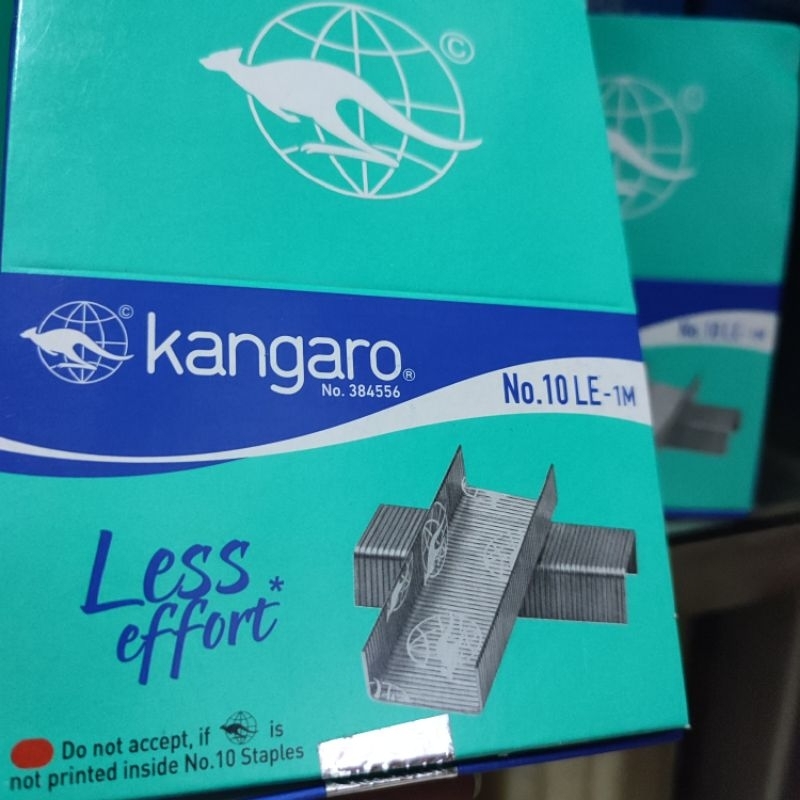 ©
© kangaro®
No. 384556
No.10 LE-1M
Less
effort*
Do not accept, if is
not printed inside No.10 Staples
No.10 LE-1M